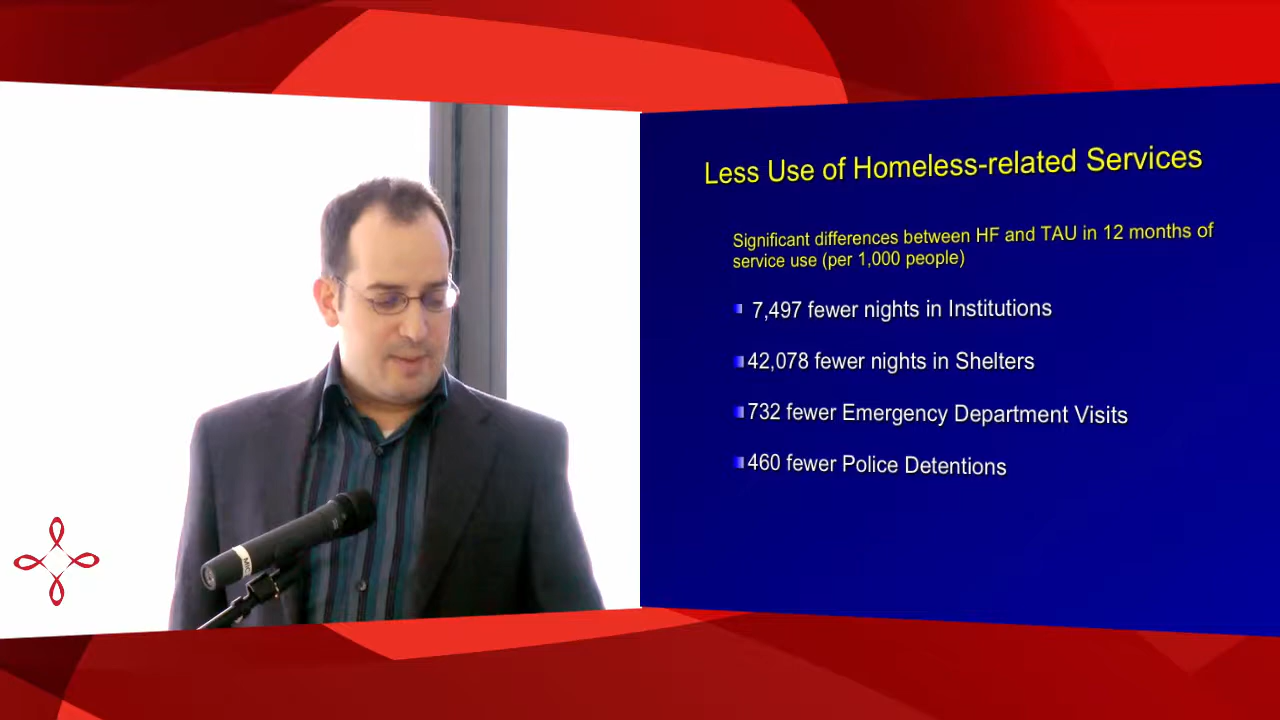 Less Use of Homeless-related Services
Significant differences between HF and TAU in 12 months of
service use (per 1,000 people)
7,497 fewer nights in Institutions
42,078 fewer nights in Shelters
732 fewer Emergency Department Visits
460 fewer Police Detentions
MIC